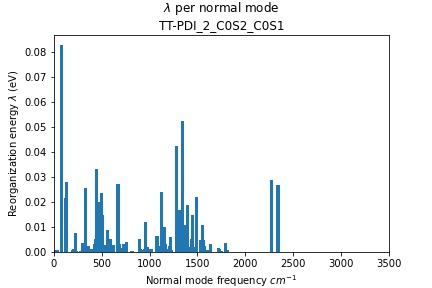 λ per normal mode
TT-PDI_2_C0S2_C0S1
Reorganization energy λ (eV)
0.08
0.07
0.06
0.05
0.04
0.03
0.02
0.01
0.00
0 500 1000 1500 2000 2500 3000 3500
Normal mode frequency cm⁻¹